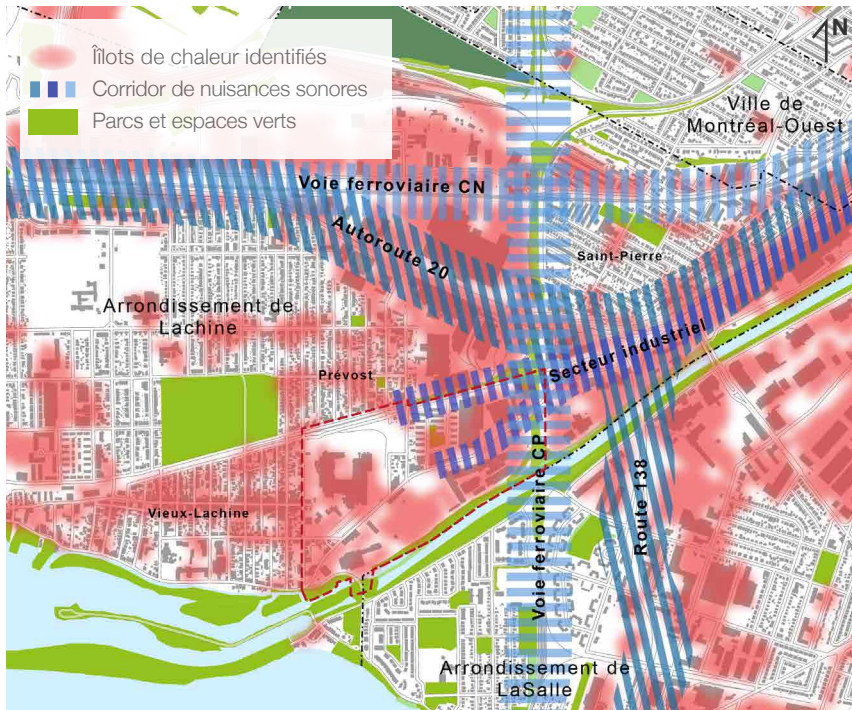 Îlots de chaleur identifiés
Corridor de nuisances sonores
Parcs et espaces verts
N
Ville de
Montréal-Ouest
Voie ferroviaire CN
Autoroute 20
Saint-Pierre
Arrondissement de
Lachine
Prévost
Secteur industriel
Vieux-Lachine
Voie ferroviaire CP
Route 138
Arrondissement de
LaSalle